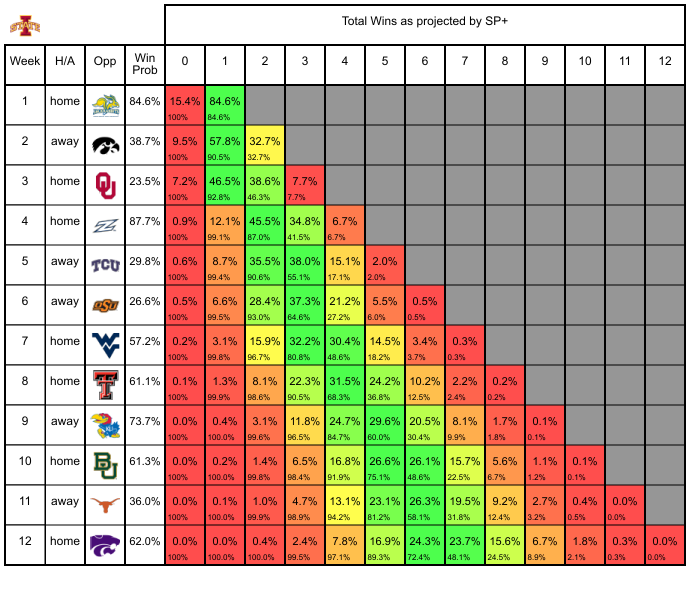 STATE
Total Wins as projected by SP+
Week H/A Opp Win Prob 0 1 2 3 4 5 6 7 8 9 10 11 12
1 home 84.6% 15.4% 84.6%
100% 84.6%
2 away 38.7% 9.5% 57.8% 32.7%
100% 90.5% 32.7%
3 home OU 23.5% 7.2% 46.5% 38.6% 7.7%
100% 92.8% 46.3% 7.7%
4 home 87.7% 0.9% 12.1% 45.5% 34.8% 6.7%
100% 99.1% 87.0% 41.5% 6.7%
5 away TCU 29.8% 0.6% 8.7% 35.5% 38.0% 15.1% 2.0%
100% 99.4% 90.6% 55.1% 17.1% 2.0%
6 away OSU 26.6% 0.5% 6.6% 28.4% 37.3% 21.2% 5.5% 0.5%
100% 99.5% 93.0% 64.6% 27.2% 6.0% 0.5%
7 home WV 57.2% 0.2% 3.1% 15.9% 32.2% 30.4% 14.5% 3.4% 0.3%
100% 99.8% 96.7% 80.8% 48.6% 18.2% 3.7% 0.3%
8 home T 61.1% 0.1% 1.3% 8.1% 22.3% 31.5% 24.2% 10.2% 2.2% 0.2%
100% 99.9% 98.6% 90.5% 68.3% 36.8% 12.5% 2.4% 0.2%
9 away KU 73.7% 0.0% 0.4% 3.1% 11.8% 24.7% 29.6% 20.5% 8.1% 1.7% 0.1%
100% 100.0% 99.6% 96.5% 84.7% 60.0% 30.4% 9.9% 1.8% 0.1%
10 home BU 61.3% 0.0% 0.2% 1.4% 6.5% 16.8% 26.6% 26.1% 15.7% 5.6% 1.1% 0.1%
100% 100.0% 99.8% 98.4% 91.9% 75.1% 48.6% 22.5% 6.7% 1.2% 0.1%
11 away 36.0% 0.0% 0.1% 1.0% 4.7% 13.1% 23.1% 26.3% 19.5% 9.2% 2.7% 0.4% 0.0%
100% 100.0% 99.9% 98.9% 94.2% 81.2% 58.1% 31.8% 12.4% 3.2% 0.5% 0.0%
12 home 62.0% 0.0% 0.0% 0.4% 2.4% 7.8% 16.9% 24.3% 23.7% 15.6% 6.7% 1.8% 0.3% 0.0%
100% 100.0% 100.0% 99.5% 97.1% 89.3% 72.4% 48.1% 24.5% 8.9% 2.1% 0.3% 0.0%